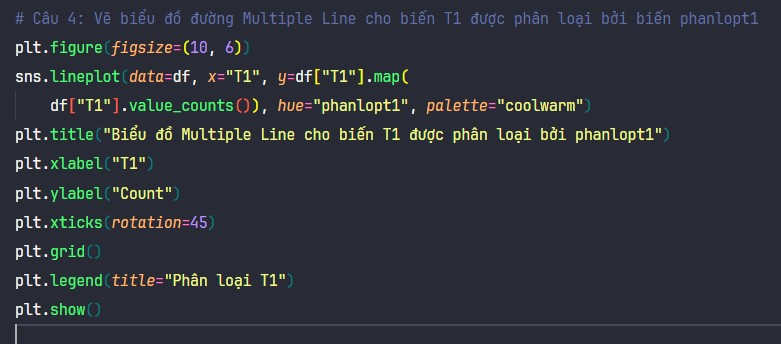 # Câu 4: Vẽ biểu đồ đường Multiple Line cho biến T1 được phân loại bởi biến phanlopt1
plt.figure(figsize=(10, 6))
sns.lineplot(data=df, x="T1", y=df["T1"].map(
    df["T1"].value_counts()), hue="phanlopt1", palette="coolwarm")
plt.title("Biểu đồ Multiple Line cho biến T1 được phân loại bởi phanlopt1")
plt.xlabel("T1")
plt.ylabel("Count")
plt.xticks(rotation=45)
plt.grid()
plt.legend(title="Phân loại T1")
plt.show()